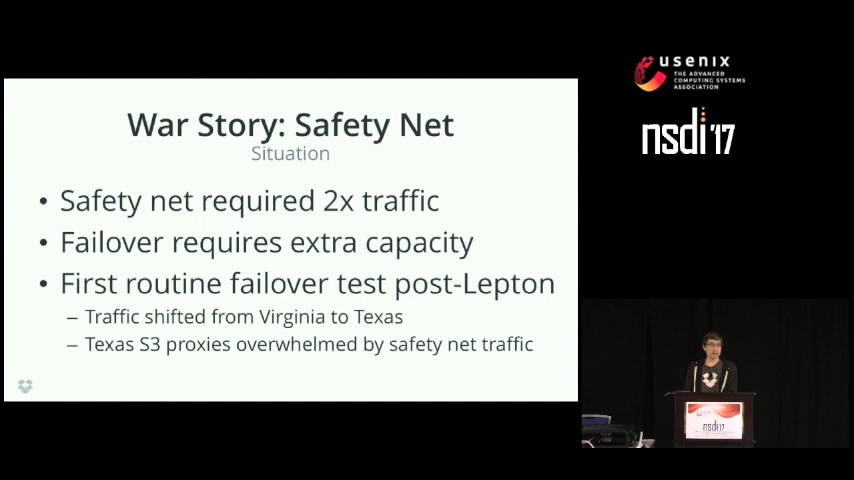 War Story: Safety Net
Situation
• Safety net required 2x traffic
• Failover requires extra capacity
• First routine failover test post-Lepton
– Traffic shifted from Virginia to Texas
– Texas S3 proxies overwhelmed by safety net traffic
usenix
THE ADVANCED
COMPUTING SYSTEMS
ASSOCIATION
nsdi '17
nsdi'17